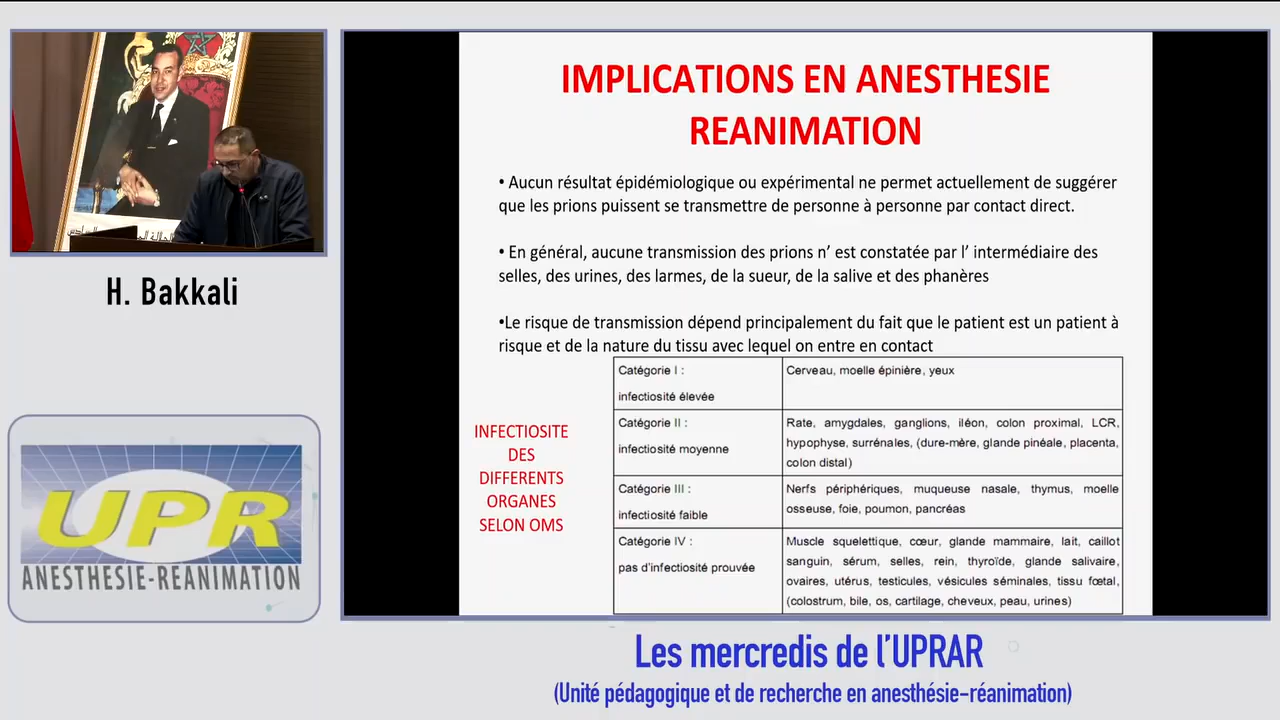 H. Bakkali
UPR
ANESTHESIE-REANIMATION
IMPLICATIONS EN ANESTHESIE
REANIMATION
• Aucun résultat épidémiologique ou expérimental ne permet actuellement de suggérer
que les prions puissent se transmettre de personne à personne par contact direct.
• En général, aucune transmission des prions n’ est constatée par l’ intermédiaire des
selles, des urines, des larmes, de la sueur, de la salive et des phanères
•Le risque de transmission dépend principalement du fait que le patient est un patient à
risque et de la nature du tissu avec lequel on entre en contact
INFECTIOSITE
DES
DIFFERENTS
ORGANES
SELON OMS
Catégorie I :
infectiosité élevée
Cerveau, moelle épinière, yeux
Catégorie II :
infectiosité moyenne
Rate, amygdales, ganglions, iléon, colon proximal, LCR,
hypophyse, surrénales, (dure-mère, glande pinéale, placenta,
colon distal)
Catégorie III :
infectiosité faible
Nerfs périphériques, muqueuse nasale, thymus, moelle
osseuse, foie, poumon, pancréas
Catégorie IV :
pas d’infectiosité prouvée
Muscle squelettique, cœur, glande mammaire, lait, caillot
sanguin, sérum, selles, rein, thyroïde, glande salivaire,
ovaires, utérus, testicules, vésicules séminales, tissu fœtal,
(colostrum, bile, os, cartilage, cheveux, peau, urines)
Les mercredis de l’UPRAR
(Unité pédagogique et de recherche en anesthésie-réanimation)